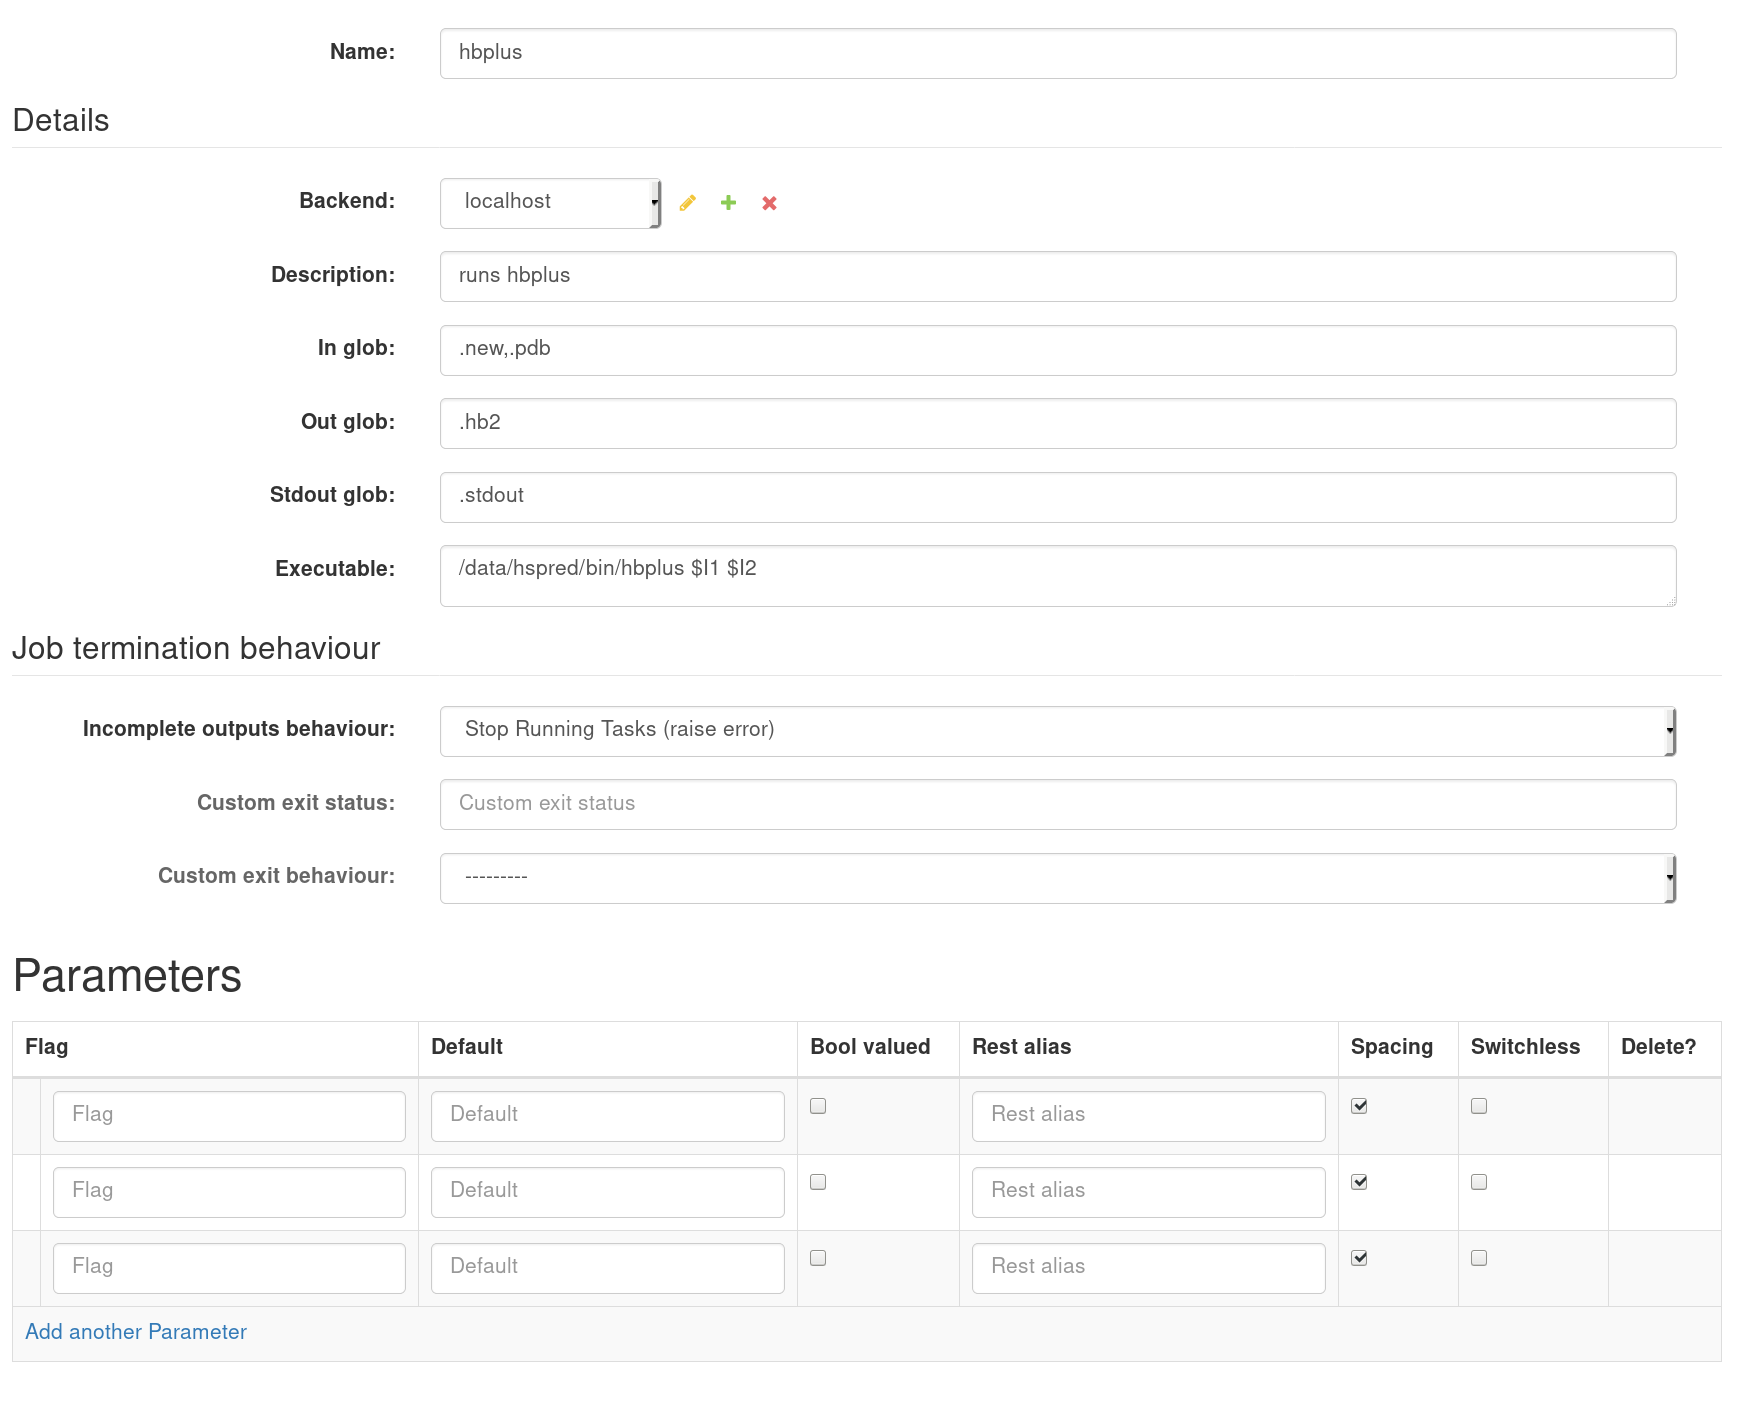 Name: hbplus
Details
Backend: localhost
Description: runs hbplus
In glob: .new,.pdb
Out glob: .hb2
Stdout glob: .stdout
Executable: /data/hspred/bin/hbplus $I1 $I2
Job termination behaviour
Incomplete outputs behaviour: Stop Running Tasks (raise error)
Custom exit status: Custom exit status
Custom exit behaviour: ---------
Parameters
Flag Default Bool valued Rest alias Spacing Switchless Delete?
Flag Default Rest alias
Flag Default Rest alias
Flag Default Rest alias
Add another Parameter